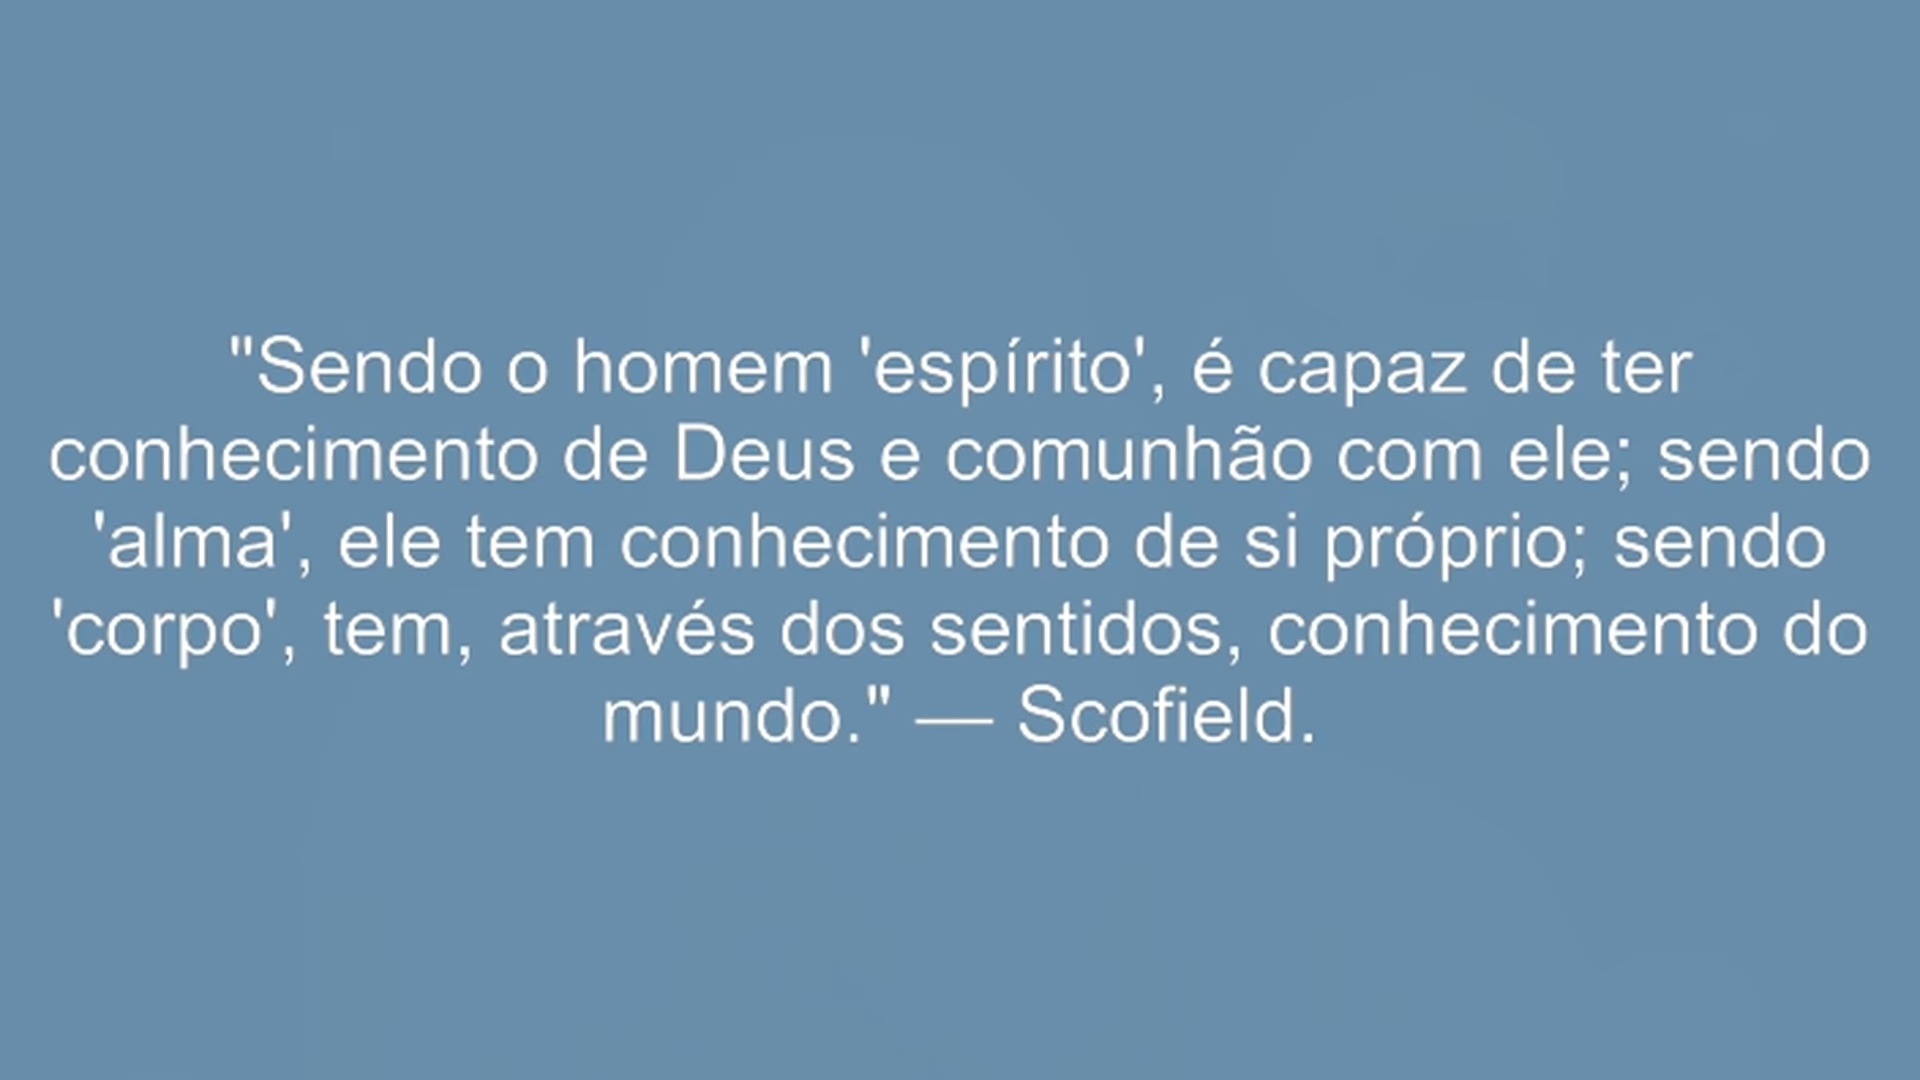 "Sendo o homem 'espírito', é capaz de ter
conhecimento de Deus e comunhão com ele; sendo
'alma', ele tem conhecimento de si próprio; sendo
'corpo', tem, através dos sentidos, conhecimento do
mundo." — Scofield.